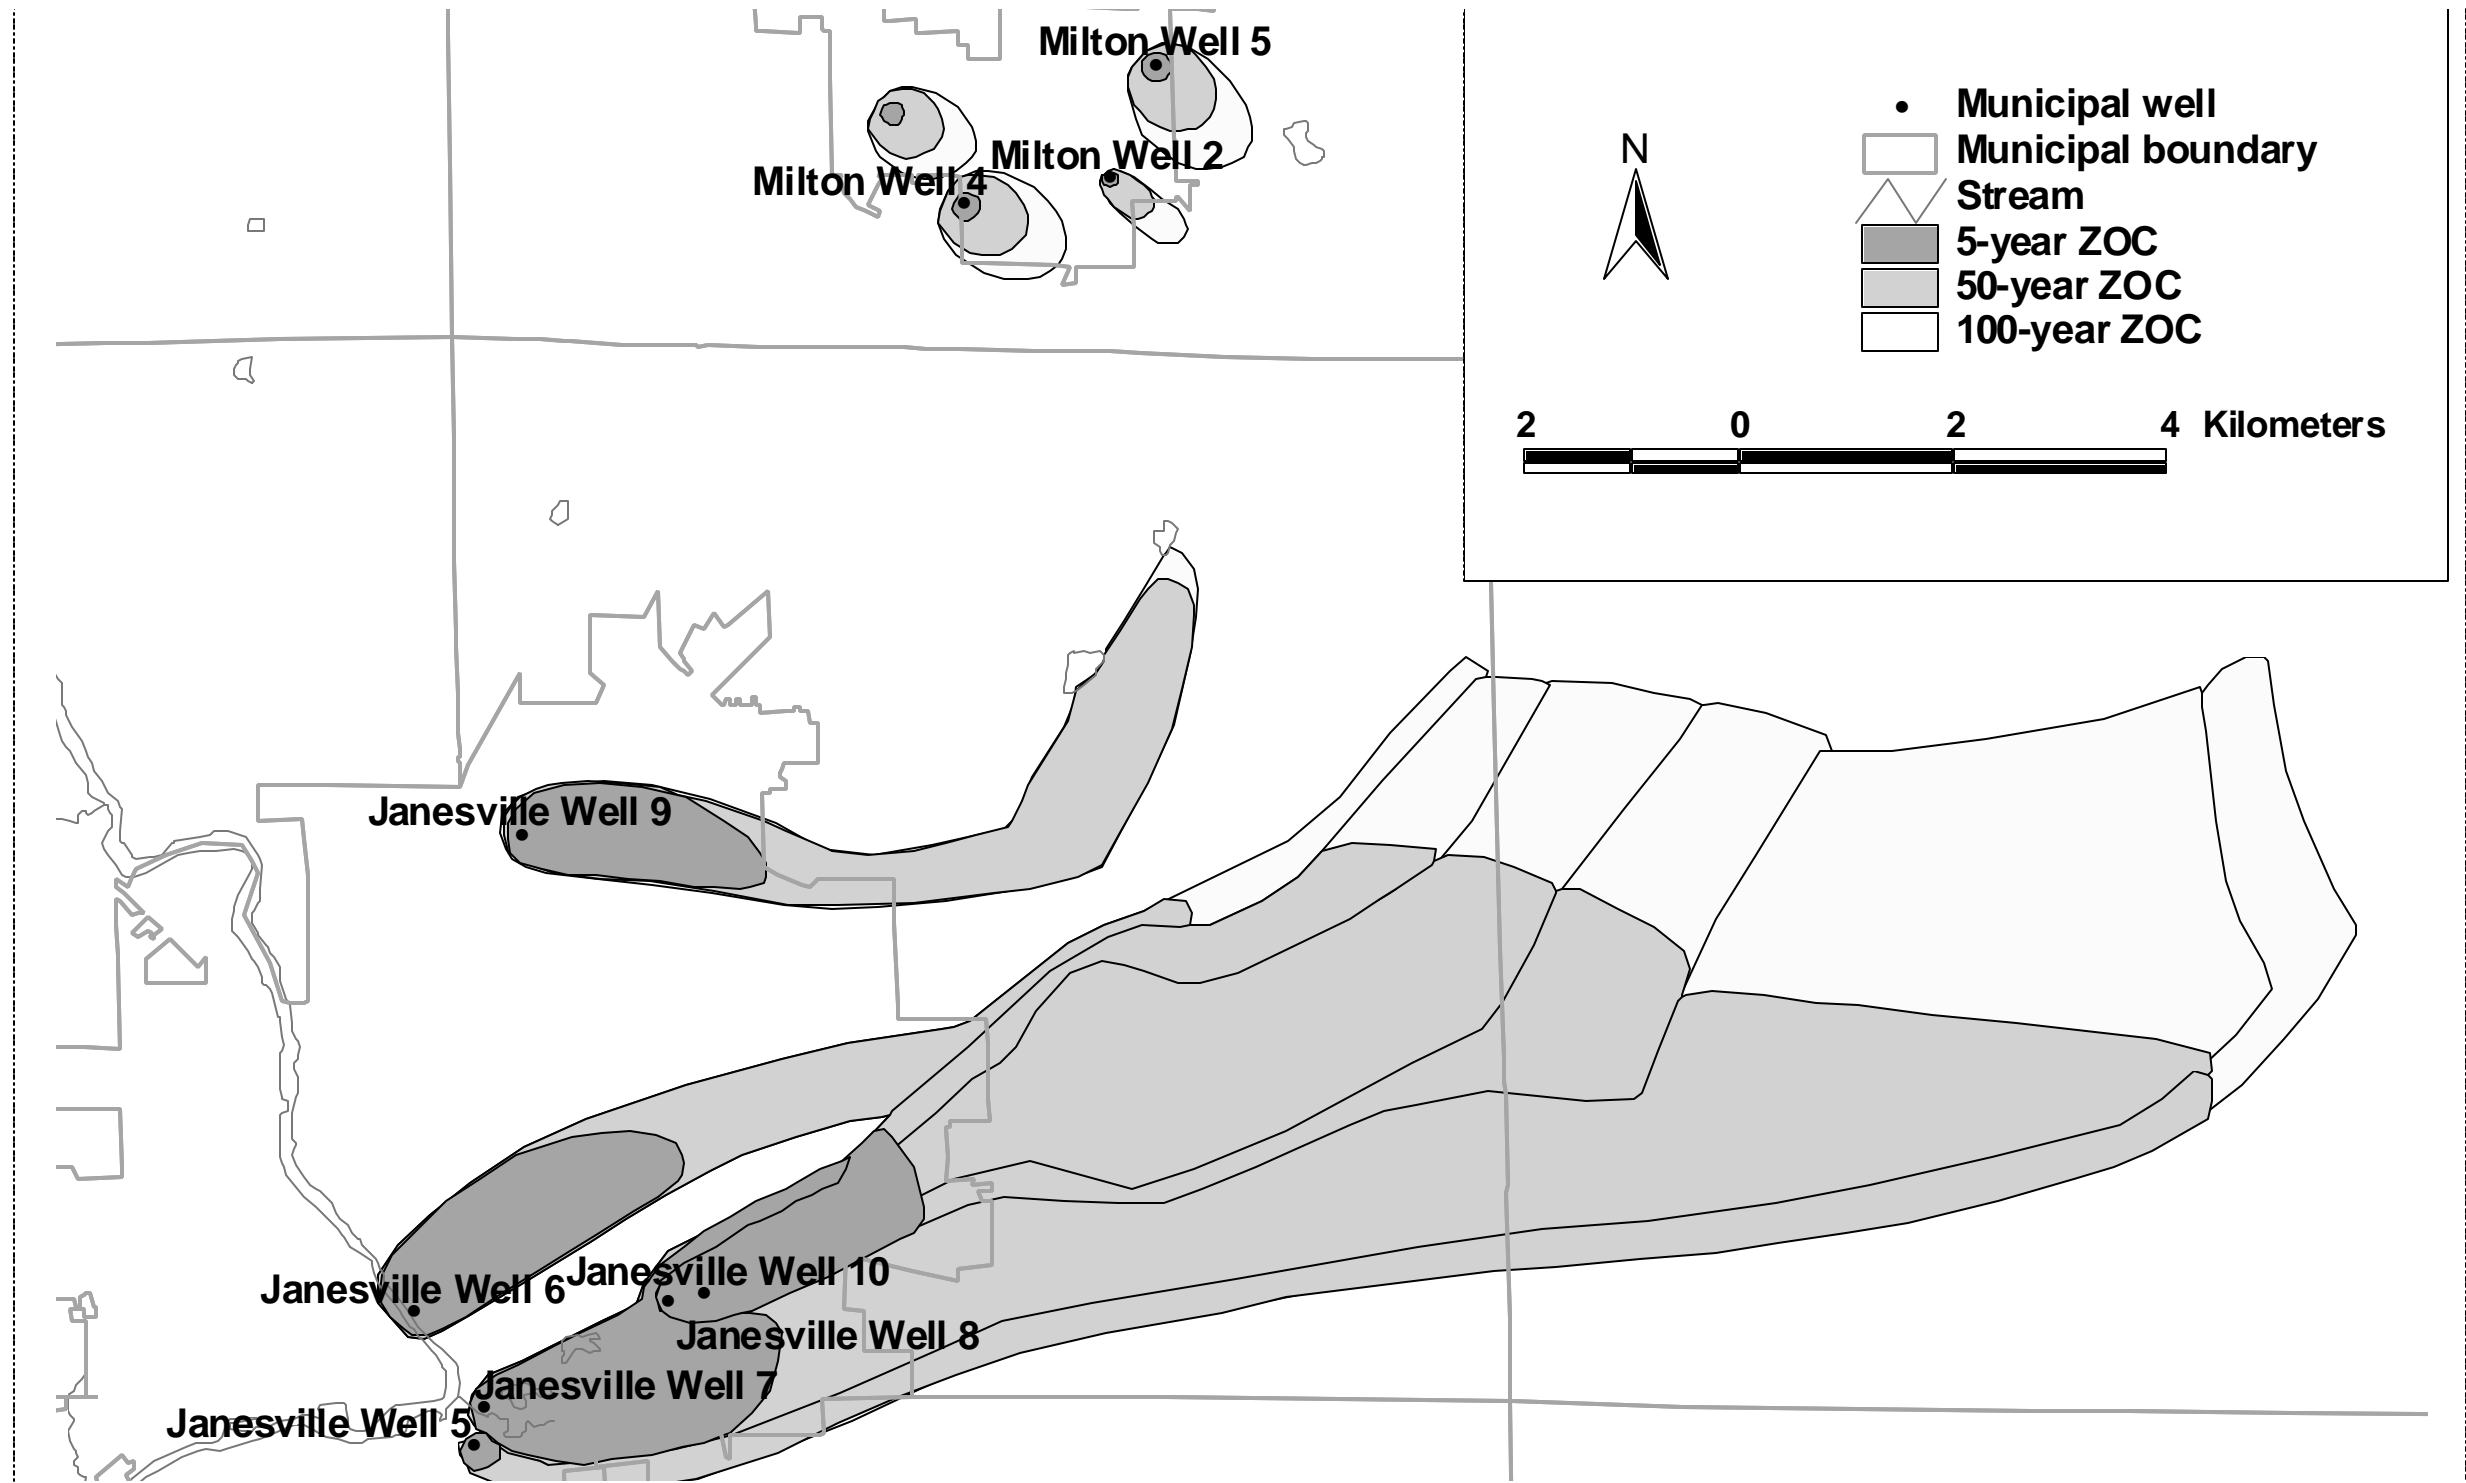 Milton Well 5
Milton Well 2
Milton Well 4
N
Municipal well
Municipal boundary
Stream
5-year ZOC
50-year ZOC
100-year ZOC
2 0 2 4 Kilometers
Janesville Well 9
Janesville Well 6
Janesville Well 10
Janesville Well 8
Janesville Well 7
Janesville Well 5